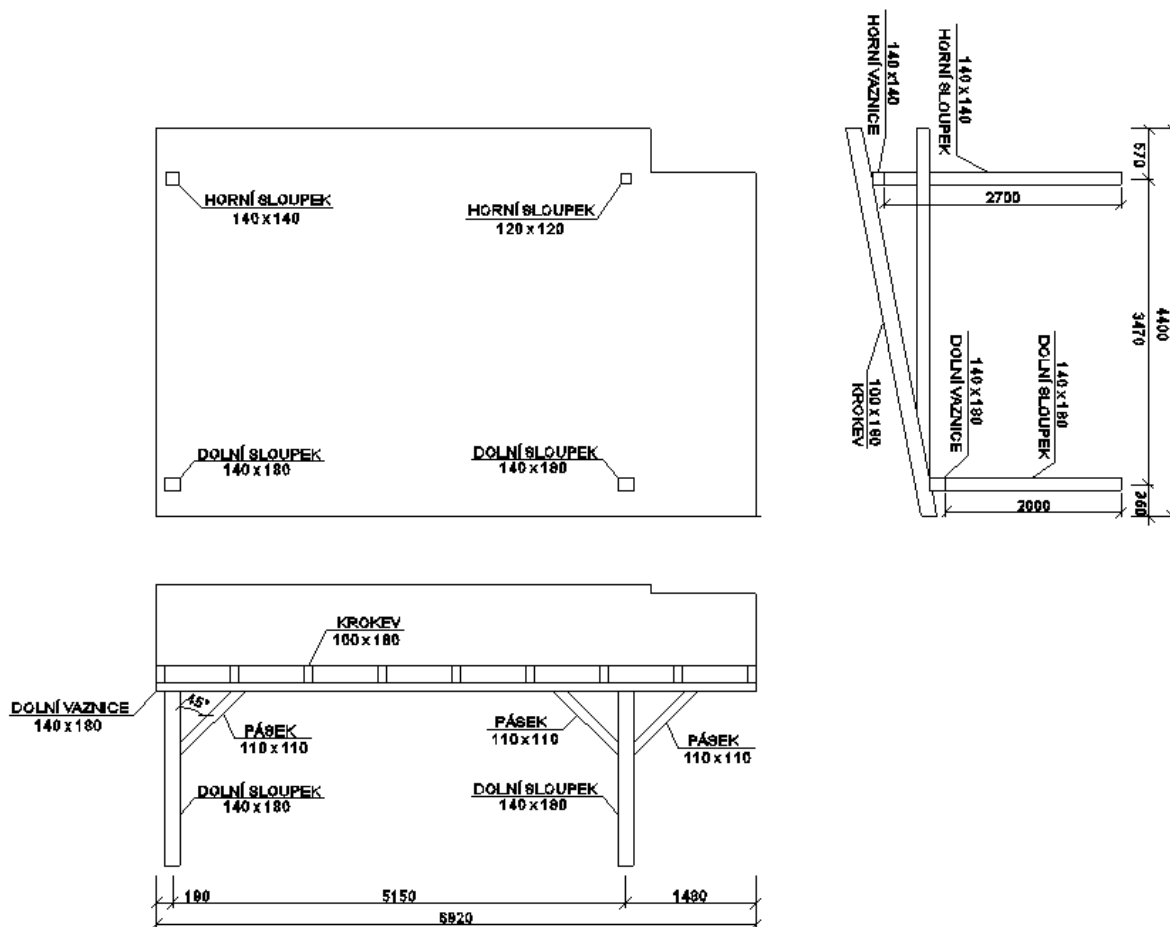 HORNÍ SLOUPEK
140 x 140
HORNÍ SLOUPEK
120 x 120
DOLNÍ SLOUPEK
140 x 180
DOLNÍ SLOUPEK
140 x 180
140 x 140
HORNÍ VAZNICE
140 x 140
HORNÍ SLOUPEK
2700
570
3470
4400
360
100 x 180
KROKEV
140 x 180
DOLNÍ VAZNICE
140 x 180
DOLNÍ SLOUPEK
2000
KROKEV
100 x 180
DOLNÍ VAZNICE
140 x 180
45°
PÁSEK
110 x 110
PÁSEK
110 x 110
PÁSEK
110 x 110
DOLNÍ SLOUPEK
140 x 180
DOLNÍ SLOUPEK
140 x 180
190
5150
1480
6820